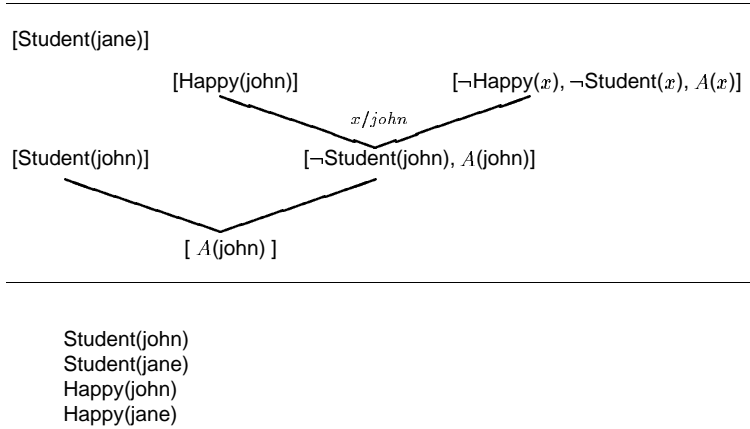 [Student(jane)]
[Happy(john)] [¬Happy(x), ¬Student(x), A(x)]
x/john
[Student(john)] [¬Student(john), A(john)]
[ A(john) ]
Student(john)
Student(jane)
Happy(john)
Happy(jane)